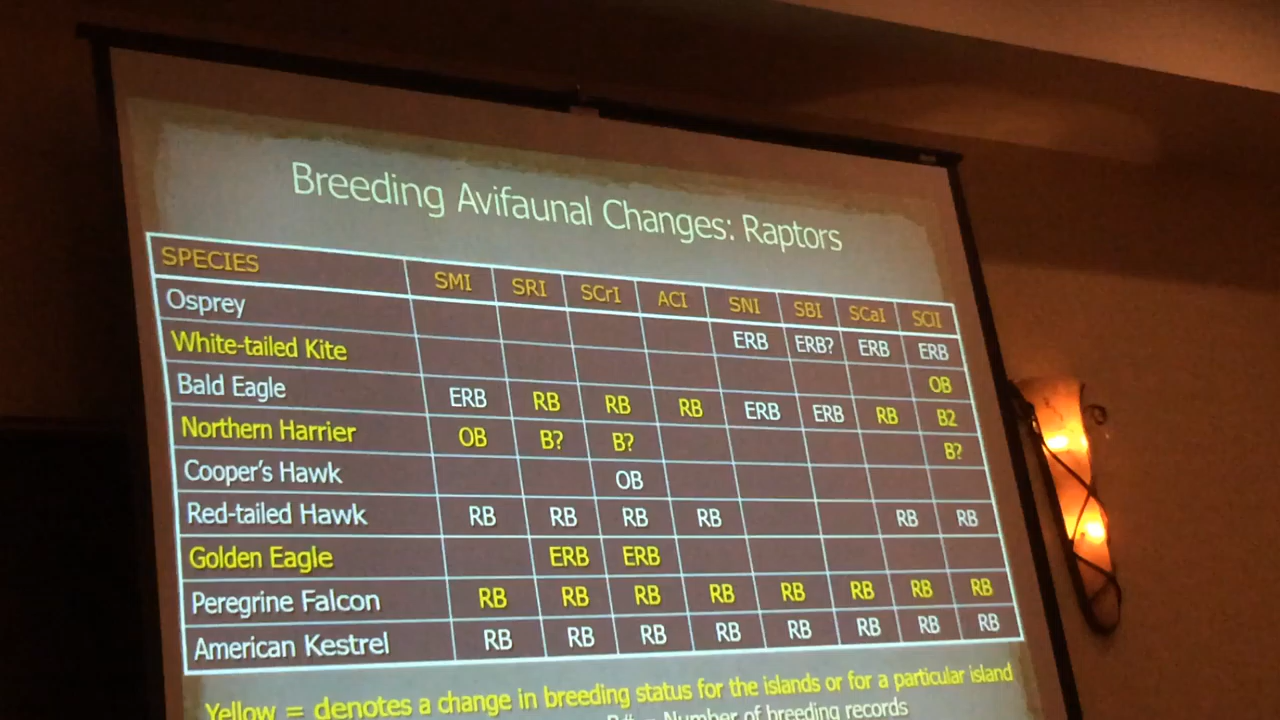 Breeding Avifaunal Changes: Raptors
SPECIES SMI SRI SCrI ACI SNI SBI SCaI SClI
Osprey ERB ERB? ERB ERB
White-tailed Kite OB
Bald Eagle ERB RB RB RB ERB ERB RB B2
Northern Harrier OB B? B? B?
Cooper's Hawk OB
Red-tailed Hawk RB RB RB RB RB RB
Golden Eagle ERB ERB
Peregrine Falcon RB RB RB RB RB RB RB RB
American Kestrel RB RB RB RB RB RB RB RB
Yellow = denotes a change in breeding status for the islands or for a particular island
B# = Number of breeding records